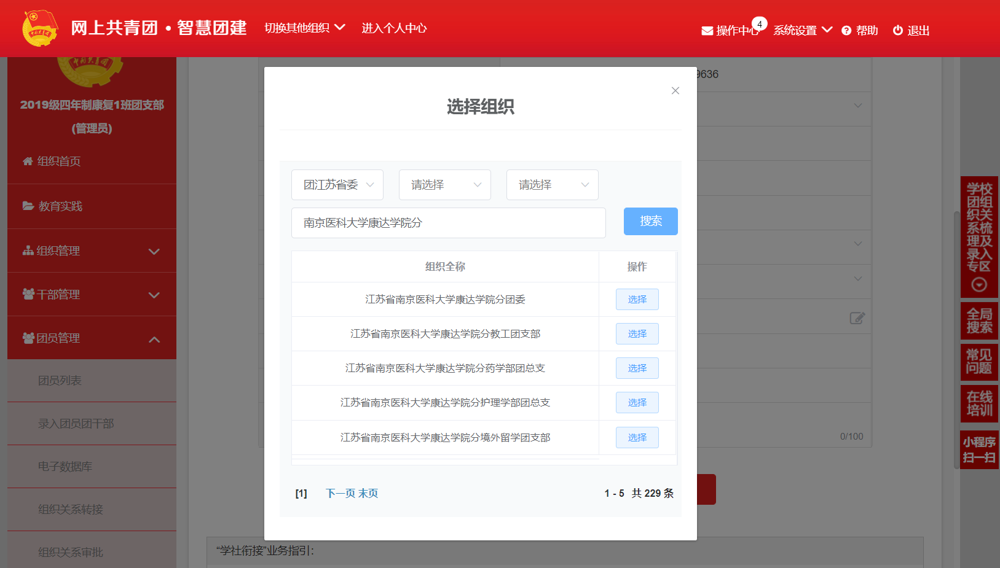 网上共青团·智慧团建 切换其他组织 进入个人中心 操作中心 4 系统设置 帮助 退出
2019级四年制康复1班团支部
(管理员)
组织首页
教育实践
组织管理
干部管理
团员管理
团员列表
录入团员团干部
电子数据库
组织关系转接
组织关系审批
9636
选择组织
团江苏省委 请选择 请选择
南京医科大学康达学院分 搜索
组织全称 操作
江苏省南京医科大学康达学院分团委 选择
江苏省南京医科大学康达学院分教工团支部 选择
江苏省南京医科大学康达学院分药学部团总支 选择
江苏省南京医科大学康达学院分护理学部团总支 选择
江苏省南京医科大学康达学院分境外留学团支部 选择
[1] 下一页 末页 1 - 5 共 229 条
0/100
“学社衔接”业务指引：
学校
团组
织关
系梳
理及
录入
专区
全局
搜索
常见
问题
在线
培训
小程序
扫一扫